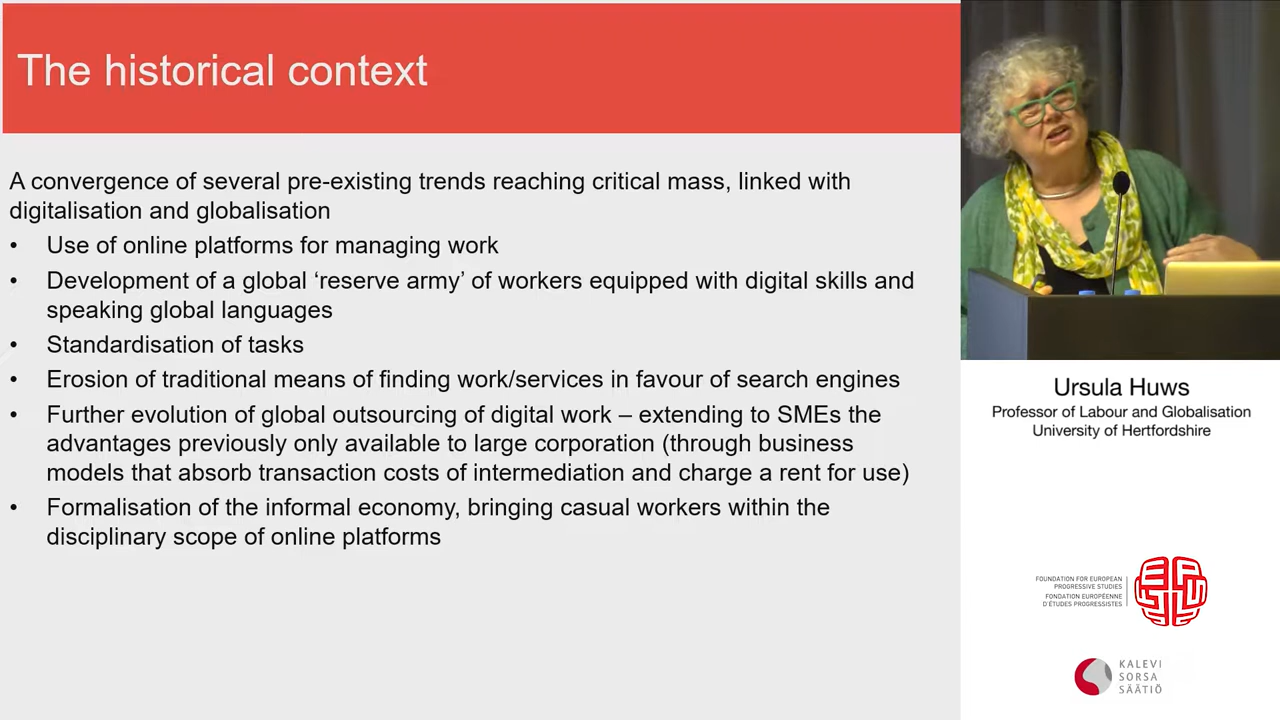 The historical context
A convergence of several pre-existing trends reaching critical mass, linked with
digitalisation and globalisation
• Use of online platforms for managing work
• Development of a global ‘reserve army’ of workers equipped with digital skills and
speaking global languages
• Standardisation of tasks
• Erosion of traditional means of finding work/services in favour of search engines
• Further evolution of global outsourcing of digital work – extending to SMEs the
advantages previously only available to large corporation (through business
models that absorb transaction costs of intermediation and charge a rent for use)
• Formalisation of the informal economy, bringing casual workers within the
disciplinary scope of online platforms
Ursula Huws
Professor of Labour and Globalisation
University of Hertfordshire
FOUNDATION FOR EUROPEAN
PROGRESSIVE STUDIES
FONDATION EUROPÉENNE
D'ÉTUDES PROGRESSISTES
KALEVI
SORSA
SÄÄTIÖ